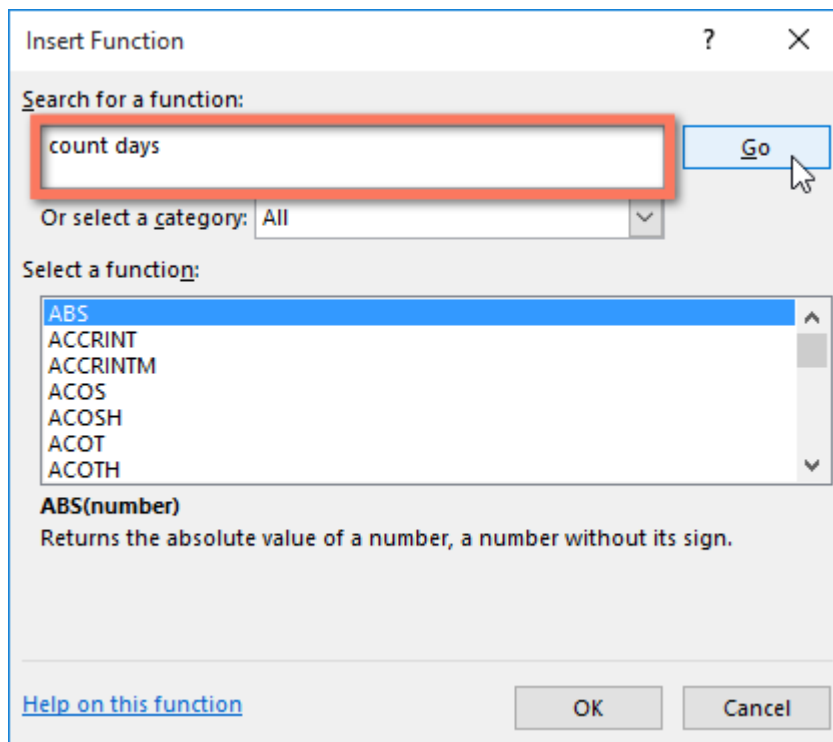 Insert Function
?
Search for a function:
count days
Go
Or select a category: All
Select a function:
ABS
ACCRINT
ACCRINTM
ACOS
ACOSH
ACOT
ACOTH
ABS(number)
Returns the absolute value of a number, a number without its sign.
Help on this function
OK
Cancel